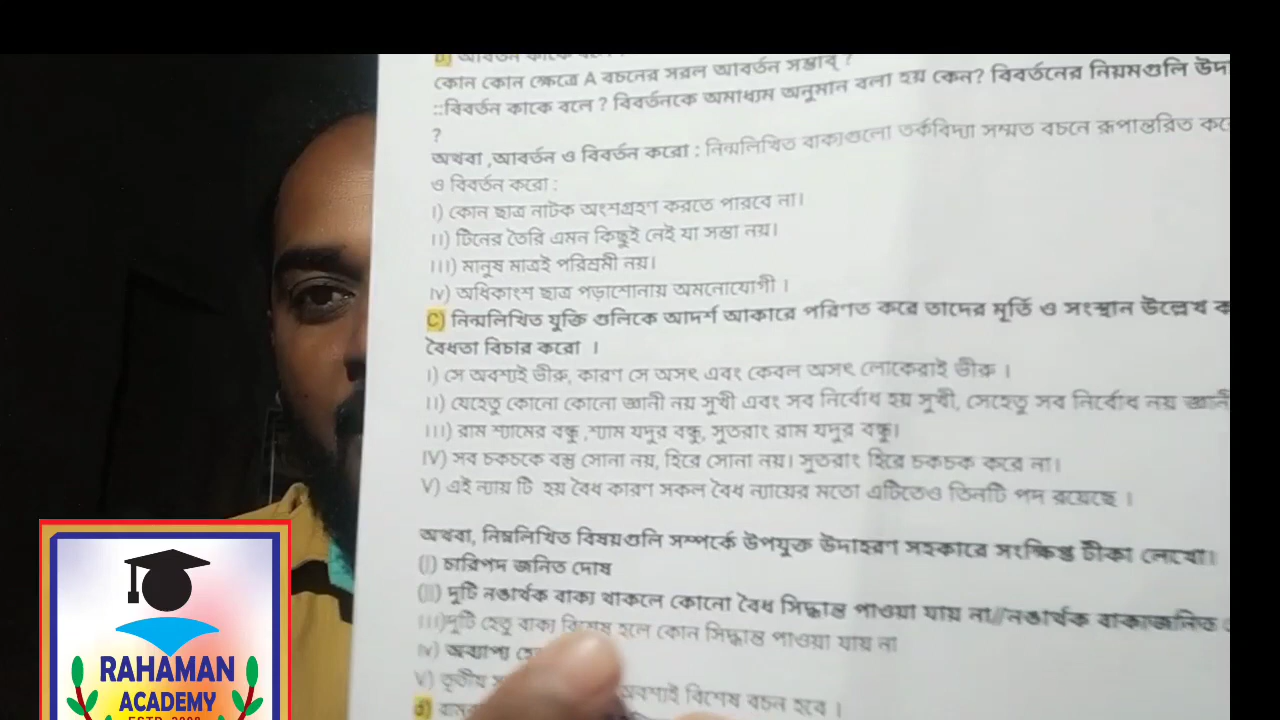 কোন কোন ক্ষেত্রে A বচনের সরল আবর্তন সম্ভাব্ ?
::বিবর্তন কাকে বলে ? বিবর্তনকে অমাধ্যম অনুমান বলা হয় কেন? বিবর্তনের নিয়মগুলি
?
অথবা ,আবর্তন ও বিবর্তন করো : নিন্মলিখিত বাক্যগুলো তর্কবিদ্যা সম্মত বচনে রূপান্তরিত
ও বিবর্তন করো :
I) কোন ছাত্র নাটক অংশগ্রহণ করতে পারবে না।
II) টিনের তৈরি এমন কিছুই নেই যা সস্তা নয়।
III) মানুষ মাত্রই পরিশ্রমী নয়।
IV) অধিকাংশ ছাত্র পড়াশোনায় অমনোযোগী ।
C) নিন্মলিখিত যুক্তি গুলিকে আদর্শ আকারে পরিণত করে তাদের মূর্তি ও সংস্থান উল্লেখ
বৈধতা বিচার করো ।
I) সে অবশ্যই ভীরু, কারণ সে অসৎ এবং কেবল অসৎ লোকেরাই ভীরু ।
II) যেহেতু কোনো কোনো জ্ঞানী নয় সুখী এবং সব নির্বোধ হয় সুখী, সেহেতু সব নির্বোধ নয় জ্ঞানী
III) রাম শ্যামের বন্ধু ,শ্যাম যদুর বন্ধু, সুতরাং রাম যদুর বন্ধু।
IV) সব চকচকে বস্তু সোনা নয়, হিরে সোনা নয়। সুতরাং হিরে চকচক করে না।
V) এই ন্যায় টি হয় বৈধ কারণ সকল বৈধ ন্যায়ের মতো এটিতেও তিনটি পদ রয়েছে ।
অথবা, নিম্নলিখিত বিষয়গুলি সম্পর্কে উপযুক্ত উদাহরণ সহকারে সংক্ষিপ্ত টীকা লেখো।
(I) চারিপদ জনিত দোষ
(II) দুটি নঞর্থক বাক্য থাকলে কোনো বৈধ সিদ্ধান্ত পাওয়া যায় না//নঞর্থক বাক্যজনিত
III)দুটি হেতু বাক্য বিশেষ হলে কোন সিদ্ধান্ত পাওয়া যায় না
IV) অব্যাপ্য
V) তৃতীয় অবশ্যই বিশেষ বচন হবে ।
d)
RAHAMAN
ACADEMY